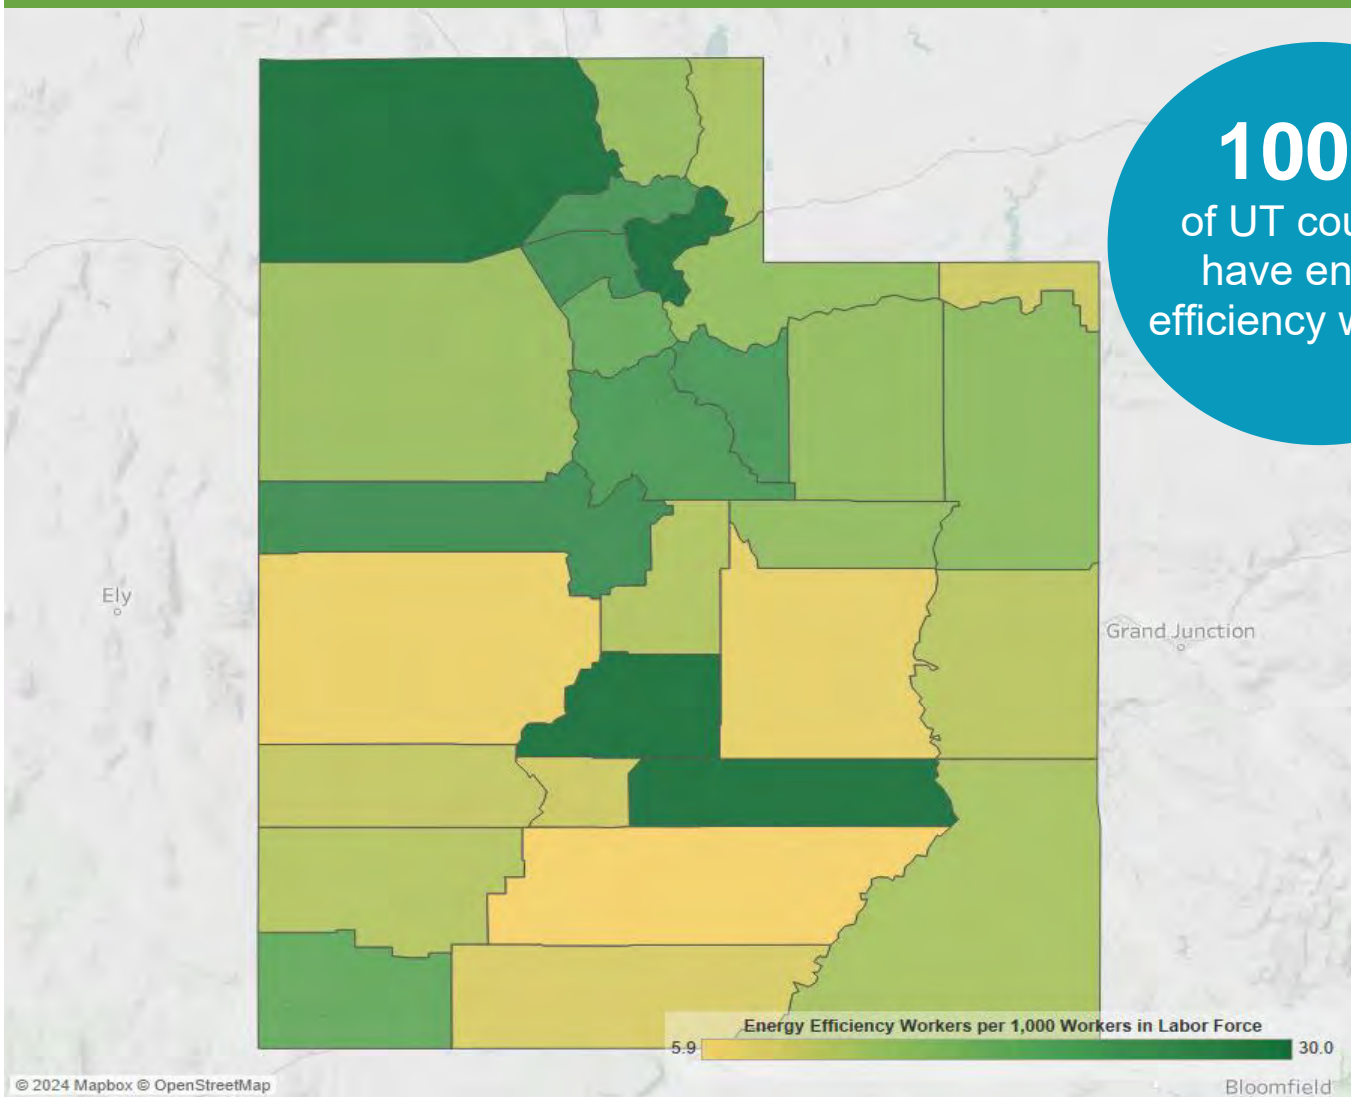 100
of UT cou
have en
efficiency w
Ely
Grand Junction
Energy Efficiency Workers per 1,000 Workers in Labor Force
5.9 30.0
© 2024 Mapbox © OpenStreetMap
Bloomfield